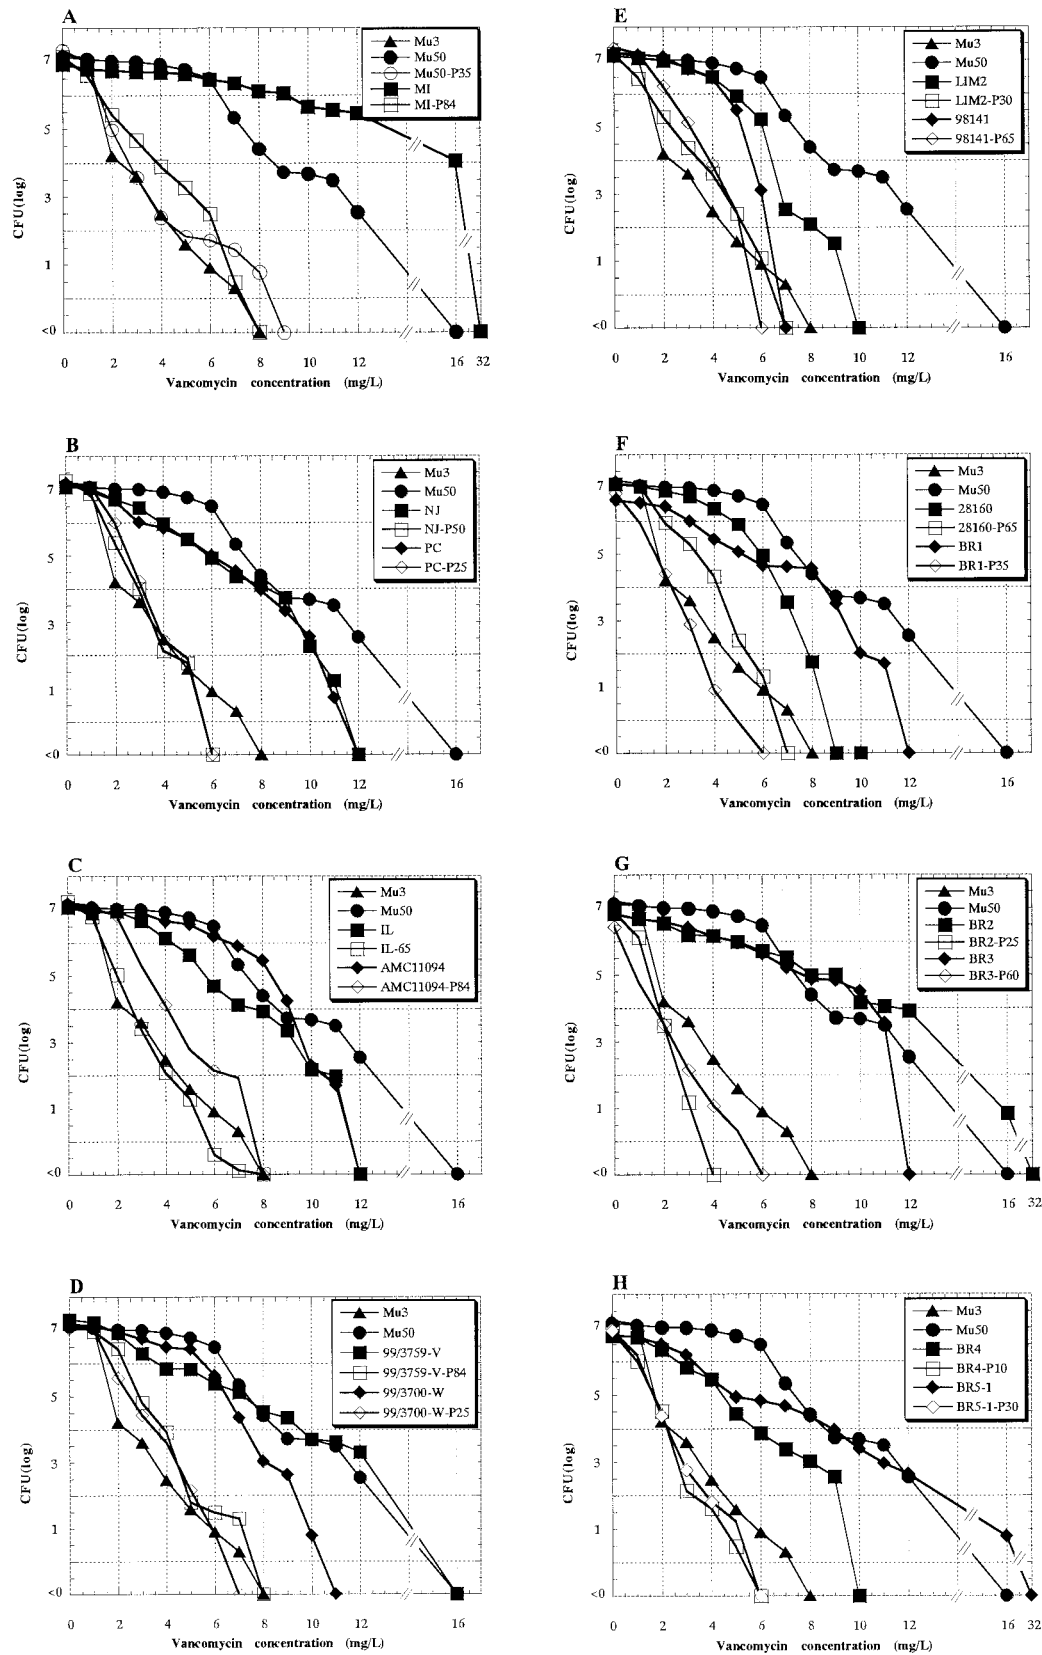 A
Mu3
Mu50
Mu50-P35
MI
MI-P84
CFU(log)
7
5
3
1
<0
0 2 4 6 8 10 12 16 32
Vancomycin concentration (mg/L)
E
Mu3
Mu50
LIM2
LIM2-P30
98141
98141-P65
CFU(log)
7
5
3
1
<0
0 2 4 6 8 10 12 16
Vancomycin concentration (mg/L)
B
Mu3
Mu50
NJ
NJ-P50
PC
PC-P25
CFU(log)
7
5
3
1
<0
0 2 4 6 8 10 12 16
Vancomycin concentration (mg/L)
F
Mu3
Mu50
28160
28160-P65
BR1
BR1-P35
CFU(log)
7
5
3
1
<0
0 2 4 6 8 10 12 16
Vancomycin concentration (mg/L)
C
Mu3
Mu50
IL
IL-65
AMC11094
AMC11094-P84
CFU(log)
7
5
3
1
<0
0 2 4 6 8 10 12 16
Vancomycin concentration (mg/L)
G
Mu3
Mu50
BR2
BR2-P25
BR3
BR3-P60
CFU(log)
7
5
3
1
<0
0 2 4 6 8 10 12 16 32
Vancomycin concentration (mg/L)
D
Mu3
Mu50
99/3759-V
99/3759-V-P84
99/3700-W
99/3700-W-P25
CFU(log)
7
5
3
1
<0
0 2 4 6 8 10 12 16
Vancomycin concentration (mg/L)
H
Mu3
Mu50
BR4
BR4-P10
BR5-1
BR5-1-P30
CFU(log)
7
5
3
1
<0
0 2 4 6 8 10 12 16 32
Vancomycin concentration (mg/L)